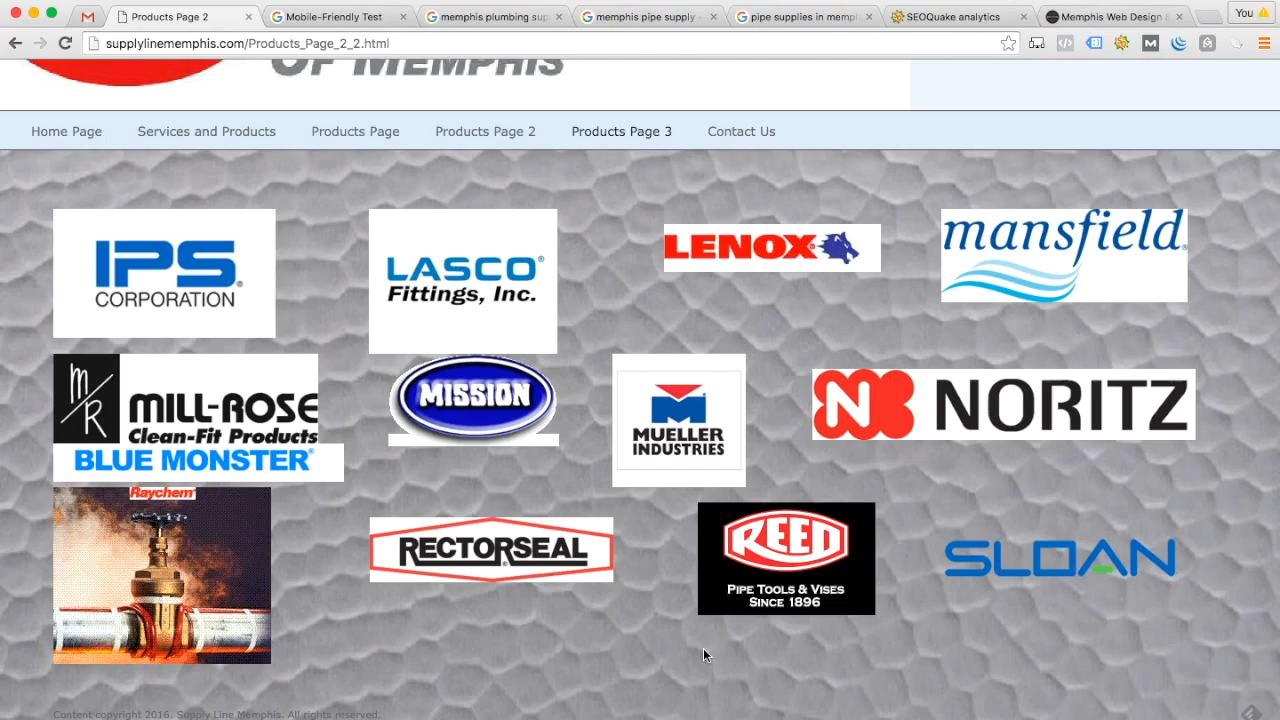 Products Page 2
Mobile-Friendly Test
memphis plumbing sup
memphis pipe supply -
pipe supplies in memph
SEOQuake analytics
Memphis Web Design &
You
supplylinememphis.com/Products_Page_2_2.html
OF MEMPHIS
Home Page
Services and Products
Products Page
Products Page 2
Products Page 3
Contact Us
IPS
CORPORATION
LASCO
Fittings, Inc.
LENOX
mansfield
m/R
MILL-ROSE
Clean-Fit Products
BLUE MONSTER
MISSION
MUELLER
INDUSTRIES
N NORITZ
Raychem
RECTORSEAL
REED
PIPE TOOLS & VISES
SINCE 1896
SLOAN
Content copyright 2016. Supply Line Memphis. All rights reserved.